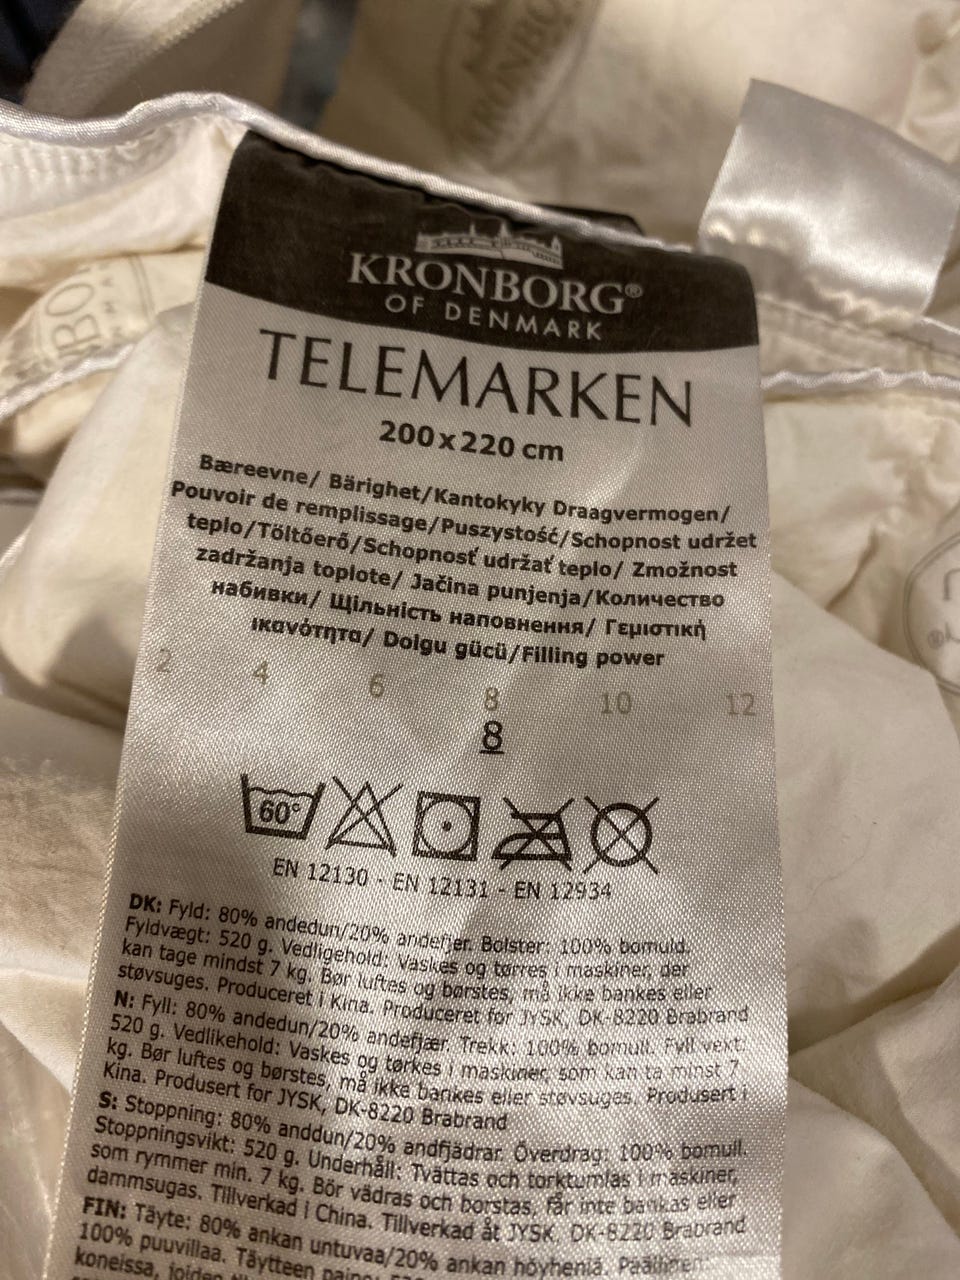 KRONBORG®
OF DENMARK
TELEMARKEN
200 x 220 cm
Bæreevne/ Bärighet/Kantokyky Draagvermogen/
Pouvoir de remplissage/Puszystość/Schopnost udržet
teplo/Töltőerő/Schopnosť udržať teplo/ Zmožnost
zadržanja toplote/ Jačina punjenja/Количество
набивки/ Щільність наповнення/ Γεμιστική
ικανότητα/ Dolgu gücü/Filling power
2 4 6 8 10 12
8
60°
EN 12130 - EN 12131 - EN 12934
DK: Fyld: 80% andedun/20% andefjer. Bolster: 100% bomuld.
Fyldvægt: 520 g. Vedligehold: Vaskes og tørres i maskiner, der
kan tage mindst 7 kg. Bør luftes og børstes, må ikke bankes eller
støvsuges. Produceret i Kina. Produceret for JYSK, DK-8220 Brabrand
N: Fyll: 80% andedun/20% andefjær. Trekk: 100% bomull. Fyll vekt:
520 g. Vedlikehold: Vaskes og tørkes i maskiner, som kan ta minst 7
kg. Bør luftes og børstes, må ikke bankes eller støvsuges. Produsert i
Kina. Produsert for JYSK, DK-8220 Brabrand
S: Stoppning: 80% anddun/20% andfjädrar. Överdrag: 100% bomull.
Stoppningsvikt: 520 g. Underhåll: Tvättas och torktumlas i maskiner,
som rymmer min. 7 kg. Bör vädras och borstas, får inte bankas eller
dammsugas. Tillverkad i China. Tillverkad åt JYSK, DK-8220 Brabrand
FIN: Täyte: 80% ankan untuvaa/20% ankan höyheniä. Päällinen:
100% puuvillaa. Täytteen paino:
koneissa, joiden